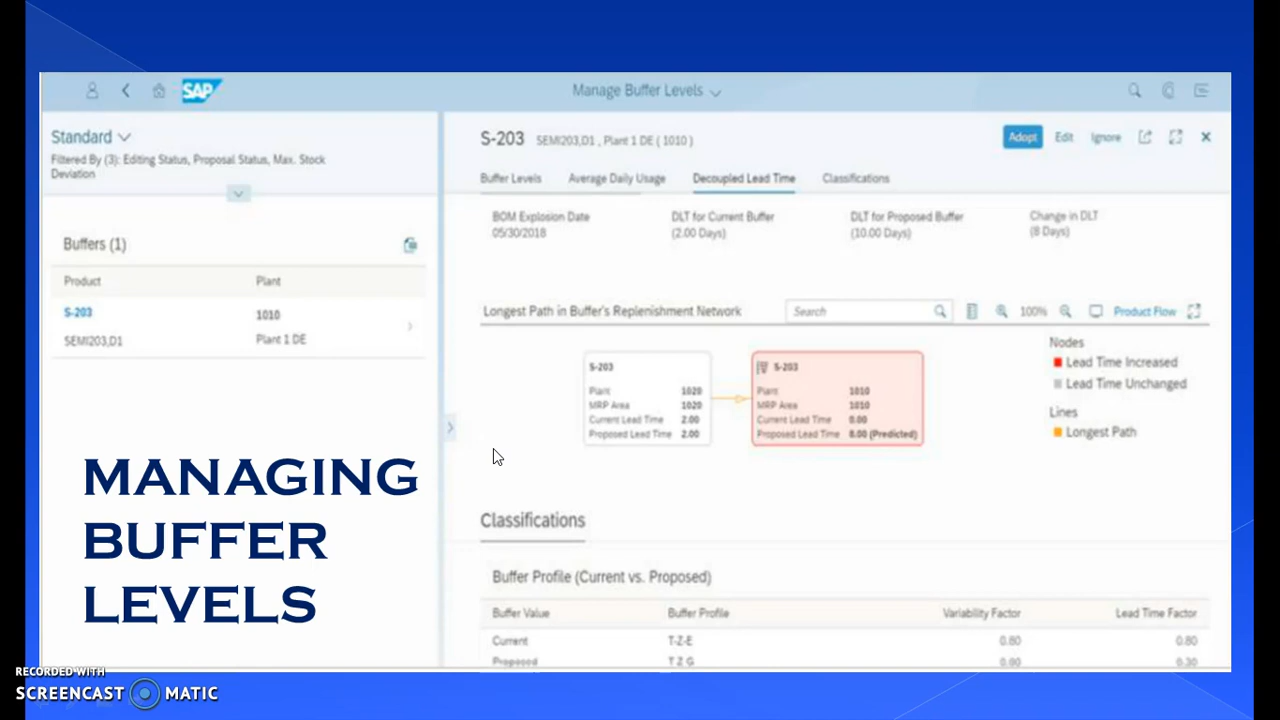 SAP
Manage Buffer Levels
Standard
Filtered By (3): Editing Status, Proposal Status, Max. Stock
Deviation
Buffers (1)
Product Plant
S-203 1010
SEMI203,D1 Plant 1 DE
MANAGING
BUFFER
LEVELS
S-203 SEMI203,D1 , Plant 1 DE ( 1010 )
Adopt Edit Ignore
Buffer Levels Average Daily Usage Decoupled Lead Time Classifications
BOM Explosion Date DLT for Current Buffer DLT for Proposed Buffer Change in DLT
05/30/2018 (2.00 Days) (10.00 Days) (8 Days)
Longest Path in Buffer's Replenishment Network Search 100% Product Flow
S-203
Plant 1020
MRP Area 1020
Current Lead Time 2.00
Proposed Lead Time 2.00
S-203
Plant 1010
MRP Area 1010
Current Lead Time 0.00
Proposed Lead Time 8.00 (Predicted)
Nodes
Lead Time Increased
Lead Time Unchanged
Lines
Longest Path
Classifications
Buffer Profile (Current vs. Proposed)
Buffer Value Buffer Profile Variability Factor Lead Time Factor
Current T-Z-E 0.80 0.80
Proposed
RECORDED WITH
SCREENCAST MATIC